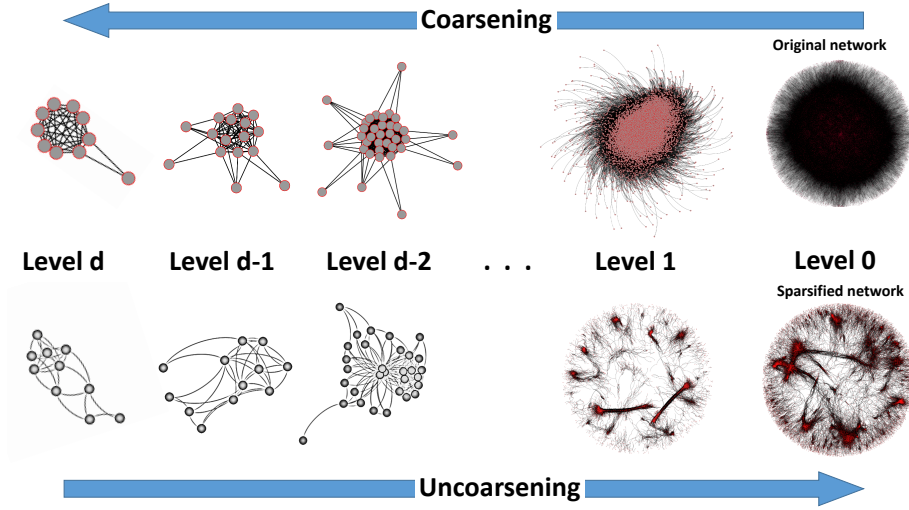 Coarsening
Original network
Level d
Level d-1
Level d-2
. . .
Level 1
Level 0
Sparsified network
Uncoarsening